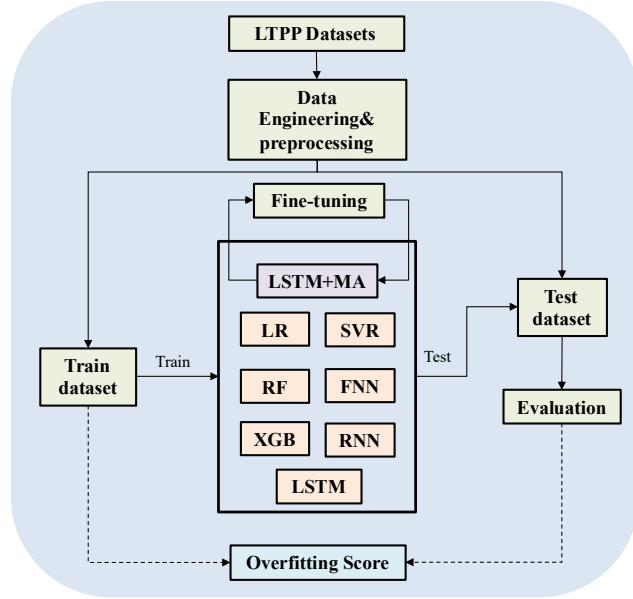 LTPP Datasets
Data
Engineering&
preprocessing
Fine-tuning
LSTM+MA
LR
SVR
Test
dataset
Train
dataset
Train
Test
RF
FNN
Evaluation
XGB
RNN
LSTM
Overfitting Score